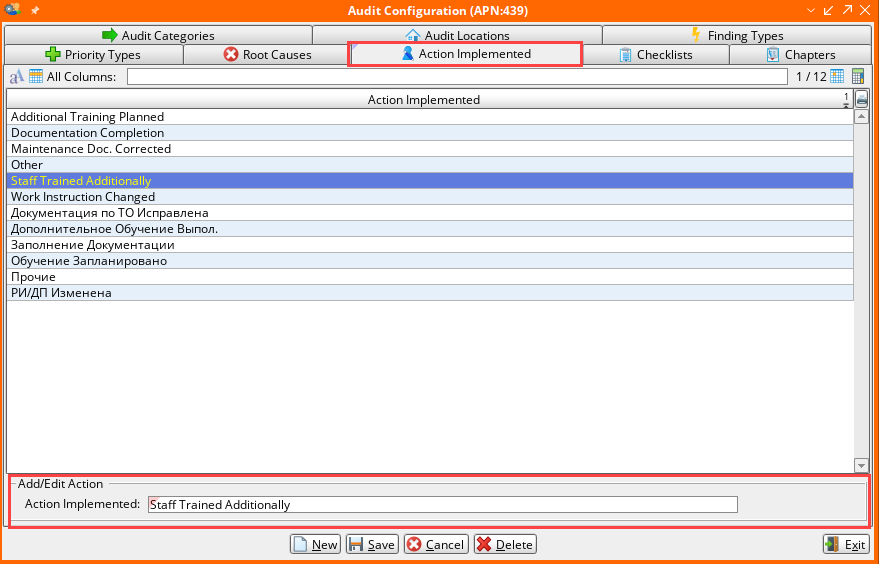 Audit Configuration (APN:439)
Audit Categories
Audit Locations
Finding Types
Priority Types
Root Causes
Action Implemented
Checklists
Chapters
All Columns:
1 / 12
Action Implemented
1
Additional Training Planned
Documentation Completion
Maintenance Doc. Corrected
Other
Staff Trained Additionally
Work Instruction Changed
Документация по ТО Исправлена
Дополнительное Обучение Выпол.
Заполнение Документации
Обучение Запланировано
Прочие
РИ/ДП Изменена
Add/Edit Action
Action Implemented: Staff Trained Additionally
New
Save
Cancel
Delete
Exit